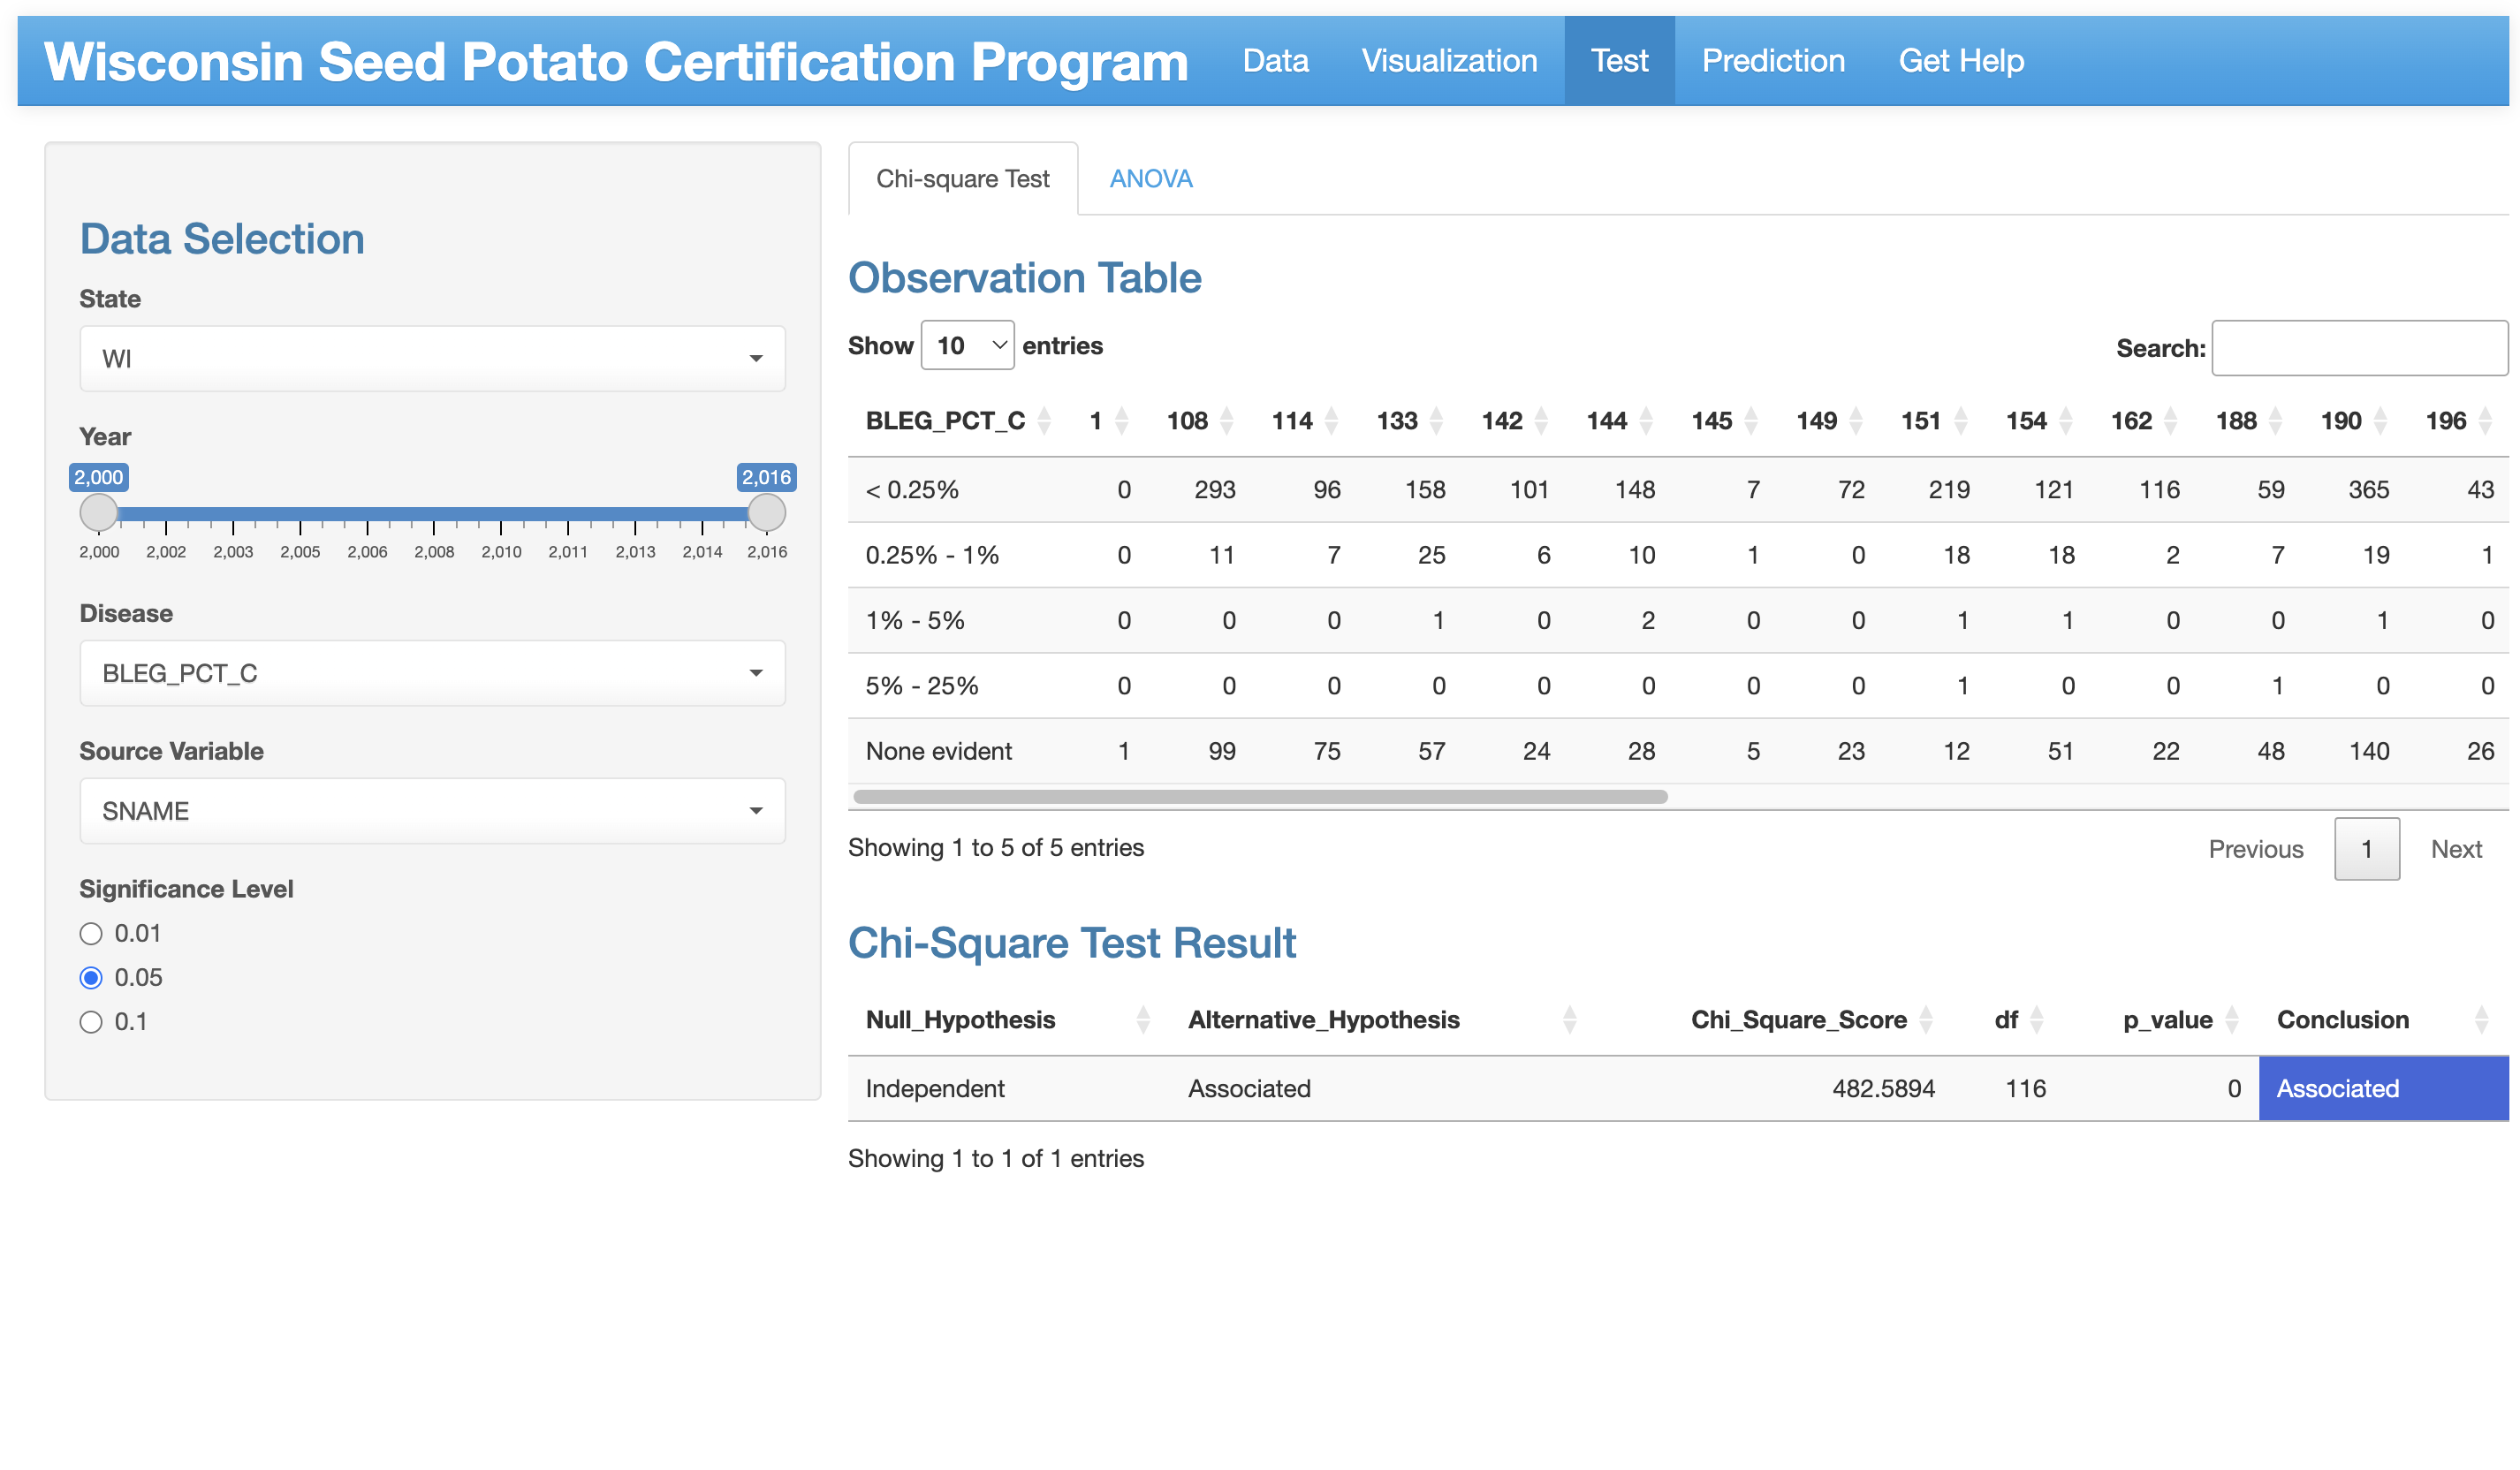 Wisconsin Seed Potato Certification Program Data Visualization Test Prediction Get Help
Data Selection
State
WI
Year
2,000 2,016
2,000 2,002 2,003 2,005 2,006 2,008 2,010 2,011 2,013 2,014 2,016
Disease
BLEG_PCT_C
Source Variable
SNAME
Significance Level
0.01
0.05
0.1
Chi-square Test ANOVA
Observation Table
Show 10 entries Search:
BLEG_PCT_C 1 108 114 133 142 144 145 149 151 154 162 188 190 196
< 0.25% 0 293 96 158 101 148 7 72 219 121 116 59 365 43
0.25% - 1% 0 11 7 25 6 10 1 0 18 18 2 7 19 1
1% - 5% 0 0 0 1 0 2 0 0 1 1 0 0 1 0
5% - 25% 0 0 0 0 0 0 0 0 1 0 0 1 0 0
None evident 1 99 75 57 24 28 5 23 12 51 22 48 140 26
Showing 1 to 5 of 5 entries Previous 1 Next
Chi-Square Test Result
Null_Hypothesis Alternative_Hypothesis Chi_Square_Score df p_value Conclusion
Independent Associated 482.5894 116 0 Associated
Showing 1 to 1 of 1 entries